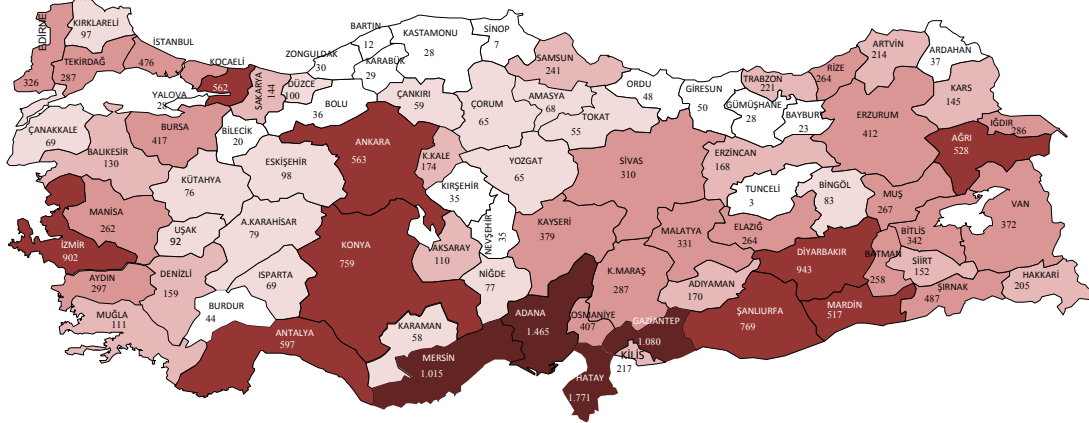 EDİRNE
326
KIRKLARELİ
97
TEKİRDAĞ
287
İSTANBUL
476
KOCAELİ
562
YALOVA
28
SAKARYA
144
DÜZCE
100
ZONGULDAK
30
BARTIN
12
KARABÜK
29
KASTAMONU
28
SİNOP
7
BOLU
36
ÇANKIRI
59
ÇORUM
65
SAMSUN
241
AMASYA
68
TOKAT
55
ORDU
48
GİRESUN
50
TRABZON
221
GÜMÜŞHANE
28
BAYBURT
23
RİZE
264
ARTVİN
214
ARDAHAN
37
KARS
145
IĞDIR
286
AĞRI
528
ERZURUM
412
ERZİNCAN
168
ÇANAKKALE
69
BALIKESİR
130
BURSA
417
BİLECİK
20
ESKİŞEHİR
98
KÜTAHYA
76
ANKARA
563
K.KALE
174
KIRŞEHİR
35
YOZGAT
65
SİVAS
310
TUNCELİ
3
BİNGÖL
83
MUŞ
267
VAN
372
MANİSA
262
UŞAK
92
A.KARAHİSAR
79
İZMİR
902
AYDIN
297
DENİZLİ
159
MUĞLA
111
ISPARTA
69
BURDUR
44
ANTALYA
597
KONYA
759
AKSARAY
110
NEVŞEHİR
35
NİĞDE
77
KAYSERİ
379
KARAMAN
58
MERSİN
1.015
ADANA
1.465
K.MARAŞ
287
OSMANİYE
407
HATAY
1.771
GAZİANTEP
1.080
KİLİS
217
MALATYA
331
ADIYAMAN
170
ELAZIĞ
264
ŞANLIURFA
769
DİYARBAKIR
943
MARDİN
517
BATMAN
258
BİTLİS
342
SİİRT
152
ŞIRNAK
487
HAKKARİ
205